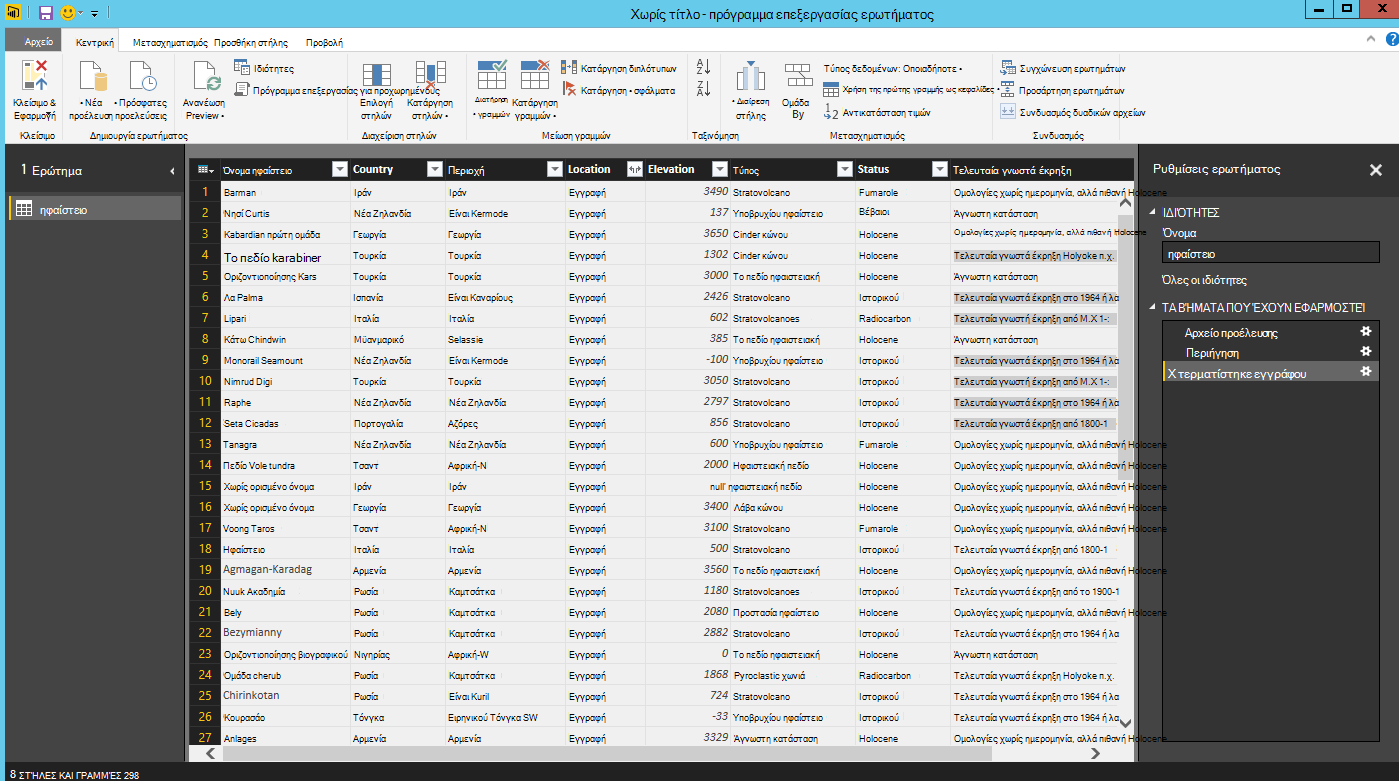 Χωρίς τίτλο - πρόγραμμα επεξεργασίας ερωτήματος
Αρχείο Κεντρική Μετασχηματισμός Προσθήκη στήλης Προβολή
Κλείσιμο & Εφαρμογή
Κλείσιμο
• Νέα προέλευση
• Πρόσφατες προελεύσεις
Δημιουργία ερωτήματος
Ανανέωση Preview •
Ιδιότητες
Πρόγραμμα επεξεργασίας για προχωρημένους
Επιλογή στηλών
Κατάργηση στηλών •
Διαχείριση στηλών
Διατήρηση • γραμμών
Κατάργηση γραμμών •
Κατάργηση διπλότυπων
Κατάργηση • σφάλματα
Μείωση γραμμών
Ταξινόμηση
• Διαίρεση στήλης
Ομάδα By
Τύπος δεδομένων: Οποιαδήποτε •
Χρήση της πρώτης γραμμής ως κεφαλίδες •
Αντικατάσταση τιμών
Μετασχηματισμός
Συγχώνευση ερωτημάτων
Προσάρτηση ερωτημάτων
Συνδυασμός δυαδικών αρχείων
Συνδυασμός
1 Ερώτημα
ηφαίστειο
Όνομα ηφαίστειο Country Περιοχή Location Elevation Τύπος Status Τελευταία γνωστά έκρηξη
1 Barman Ιράν Ιράν Εγγραφή 3490 Stratovolcano Fumarole Ομολογίες χωρίς ημερομηνία, αλλά πιθανή Holocene
2 Νησί Curtis Νέα Ζηλανδία Είναι Kermode Εγγραφή 137 Υποβρυχίου ηφαίστειο Βέβαιοι Άγνωστη κατάσταση
3 Kabardian πρώτη ομάδα Γεωργία Γεωργία Εγγραφή 3650 Cinder κώνου Holocene Ομολογίες χωρίς ημερομηνία, αλλά πιθανή Holocene
4 Το πεδίο karabiner Τουρκία Τουρκία Εγγραφή 1302 Cinder κώνου Holocene Τελευταία γνωστά έκρηξη Holyoke π.χ.
5 Οριζοντιοποίησης Kars Τουρκία Τουρκία Εγγραφή 3000 Το πεδίο ηφαιστειακή Holocene Άγνωστη κατάσταση
6 Λα Palma Ισπανία Είναι Καναρίους Εγγραφή 2426 Stratovolcano Ιστορικού Τελευταία γνωστά έκρηξη στο 1964 ή λα
7 Lipari Ιταλία Ιταλία Εγγραφή 602 Stratovolcanoes Radiocarbon Τελευταία γνωστή έκρηξη από Μ.Χ 1-:
8 Κάτω Chindwin Μϋανμαρικό Selassie Εγγραφή 385 Το πεδίο ηφαιστειακή Holocene Άγνωστη κατάσταση
9 Monorail Seamount Νέα Ζηλανδία Είναι Kermode Εγγραφή -100 Υποβρυχίου ηφαίστειο Ιστορικού Τελευταία γνωστά έκρηξη στο 1964 ή λα
10 Nimrud Digi Τουρκία Τουρκία Εγγραφή 3050 Stratovolcano Ιστορικού Τελευταία γνωστή έκρηξη από Μ.Χ 1-:
11 Raphe Νέα Ζηλανδία Νέα Ζηλανδία Εγγραφή 2797 Stratovolcano Ιστορικού Τελευταία γνωστά έκρηξη στο 1964 ή λα
12 Seta Cicadas Πορτογαλία Αζόρες Εγγραφή 856 Stratovolcano Ιστορικού Τελευταία γνωστά έκρηξη από 1800-1
13 Tanagra Νέα Ζηλανδία Νέα Ζηλανδία Εγγραφή 600 Υποβρυχίου ηφαίστειο Fumarole Ομολογίες χωρίς ημερομηνία, αλλά πιθανή Holocene
14 Πεδίο Vole tundra Τσαντ Αφρική-N Εγγραφή 2000 Ηφαιστειακή πεδίο Holocene Ομολογίες χωρίς ημερομηνία, αλλά πιθανή Holocene
15 Χωρίς ορισμένο όνομα Ιράν Ιράν Εγγραφή null' ηφαιστειακή πεδίο Holocene Ομολογίες χωρίς ημερομηνία, αλλά πιθανή Holocene
16 Χωρίς ορισμένο όνομα Γεωργία Γεωργία Εγγραφή 3400 Λάβα κώνου Holocene Ομολογίες χωρίς ημερομηνία, αλλά πιθανή Holocene
17 Voong Taros Τσαντ Αφρική-N Εγγραφή 3100 Stratovolcano Fumarole Ομολογίες χωρίς ημερομηνία, αλλά πιθανή Holocene
18 Ηφαίστειο Ιταλία Ιταλία Εγγραφή 500 Stratovolcano Ιστορικού Τελευταία γνωστά έκρηξη από 1800-1
19 Agmagan-Karadag Αρμενία Αρμενία Εγγραφή 3560 Το πεδίο ηφαιστειακή Holocene Ομολογίες χωρίς ημερομηνία, αλλά πιθανή Holocene
20 Nuuk Ακαδημία Ρωσία Καμτσάτκα Εγγραφή 1180 Stratovolcanoes Ιστορικού Τελευταία γνωστά έκρηξη από το 1900-1
21 Bely Ρωσία Καμτσάτκα Εγγραφή 2080 Προστασία ηφαίστειο Holocene Ομολογίες χωρίς ημερομηνία, αλλά πιθανή Holocene
22 Bezymianny Ρωσία Καμτσάτκα Εγγραφή 2882 Stratovolcano Ιστορικού Τελευταία γνωστά έκρηξη στο 1964 ή λα
23 Οριζοντιοποίησης βιογραφικού Νιγηρίας Αφρική-W Εγγραφή 0 Το πεδίο ηφαιστειακή Holocene Άγνωστη κατάσταση
24 Όμάδα cherub Ρωσία Καμτσάτκα Εγγραφή 1868 Pyroclastic χωνιά Radiocarbon Τελευταία γνωστά έκρηξη Holyoke π.χ.
25 Chirinkotan Ρωσία Είναι Kuril Εγγραφή 724 Stratovolcano Ιστορικού Τελευταία γνωστά έκρηξη στο 1964 ή λα
26 Κουρασάο Τόνγκα Ειρηνικού Τόνγκα SW Εγγραφή -33 Υποβρυχίου ηφαίστειο Ιστορικού Τελευταία γνωστά έκρηξη στο 1964 ή λα
27 Anlages Αρμενία Αρμενία Εγγραφή 3329 Άγνωστη κατάσταση Holocene Ομολογίες χωρίς ημερομηνία, αλλά πιθανή Holocene
Ρυθμίσεις ερωτήματος
ΙΔΙΌΤΗΤΕΣ
Όνομα
ηφαίστειο
Όλες οι ιδιότητες
ΤΑ ΒΉΜΑΤΑ ΠΟΥ ΈΧΟΥΝ ΕΦΑΡΜΟΣΤΕΊ
Αρχείο προέλευσης
Περιήγηση
Χ τερματίστηκε εγγράφου
8 ΣΤΉΛΕΣ ΚΑΙ ΓΡΑΜΜΈΣ 298